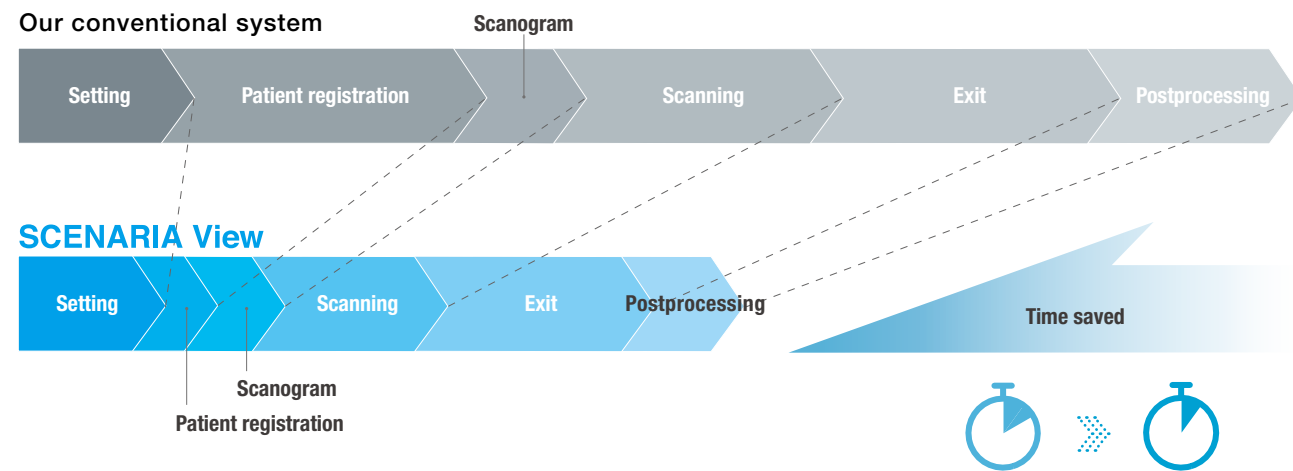 Our conventional system
Scanogram
Setting
Patient registration
Scanning
Exit
Postprocessing
SCENARIA View
Setting
Scanning
Exit
Postprocessing
Time saved
Scanogram
Patient registration